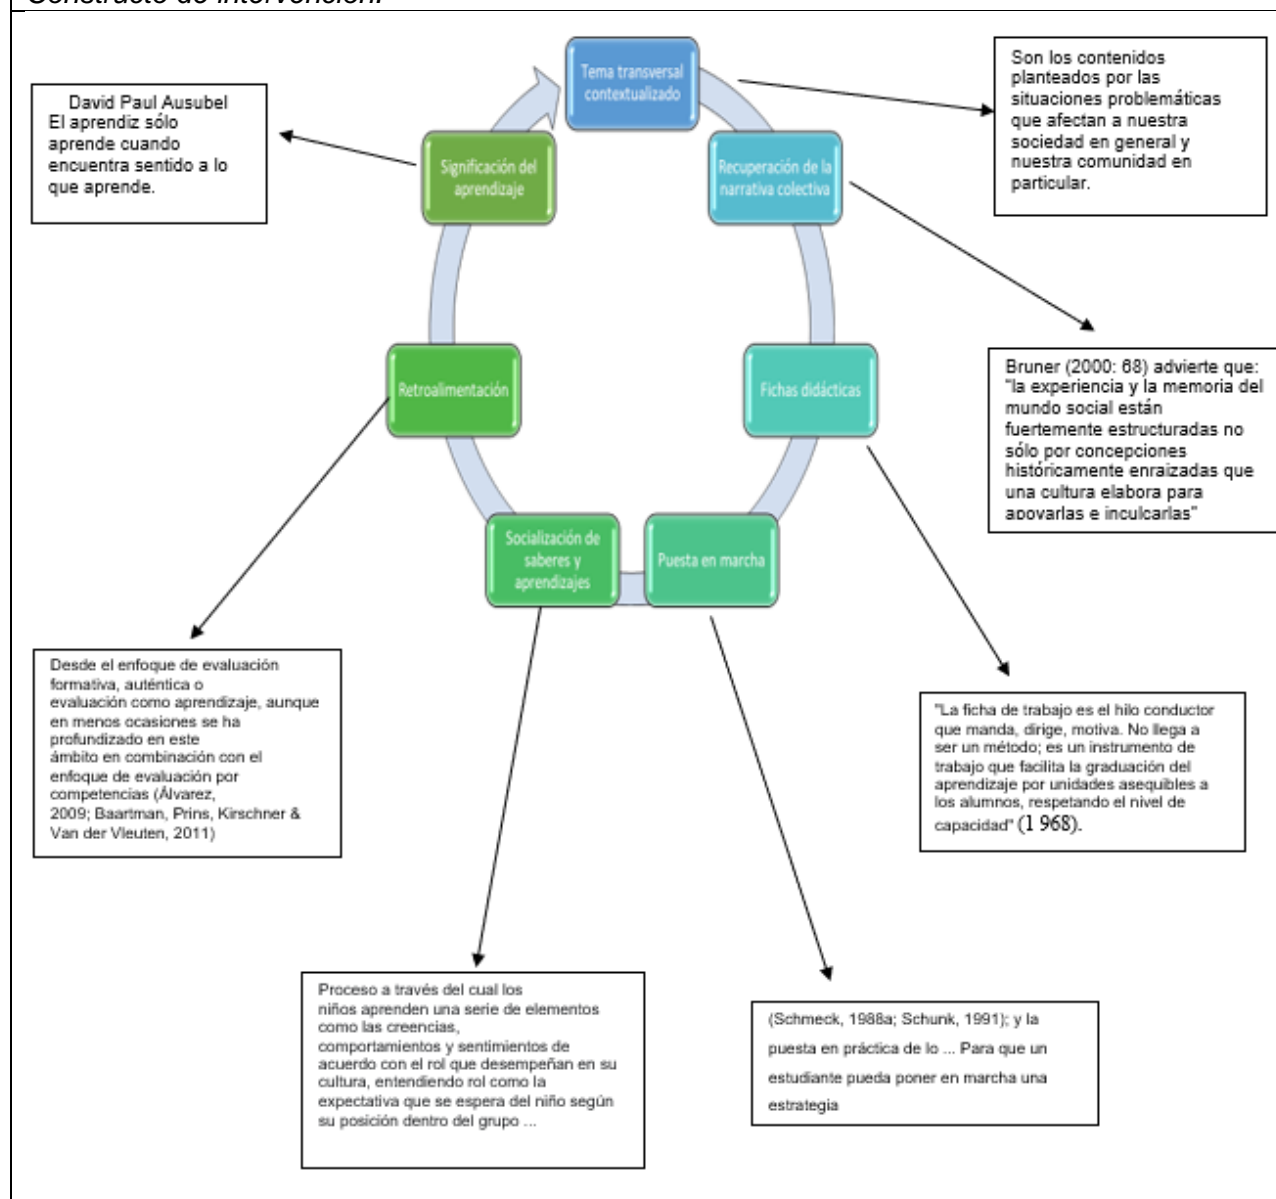 Constructo de intervención.
Tema transversal
contextualizado
Son los contenidos
planteados por las
situaciones problemáticas
que afectan a nuestra
sociedad en general y
nuestra comunidad en
particular.
David Paul Ausubel
El aprendiz sólo
aprende cuando
encuentra sentido a lo
que aprende.
Significación del
aprendizaje
Recuperación de la
narrativa colectiva
Retroalimentación
Fichas didácticas
Bruner (2000: 68) advierte que:
"la experiencia y la memoria del
mundo social están
fuertemente estructuradas no
sólo por concepciones
históricamente enraizadas que
una cultura elabora para
apoyarlas e inculcarlas"
Socialización de
saberes y
aprendizajes
Puesta en marcha
Desde el enfoque de evaluación
formativa, auténtica o
evaluación como aprendizaje, aunque
en menos ocasiones se ha
profundizado en este
ámbito en combinación con el
enfoque de evaluación por
competencias (Álvarez,
2009; Baartman, Prins, Kirschner &
Van der Vleuten, 2011)
"La ficha de trabajo es el hilo conductor
que manda, dirige, motiva. No llega a
ser un método; es un instrumento de
trabajo que facilita la graduación del
aprendizaje por unidades asequibles a
los alumnos, respetando el nivel de
capacidad" (1 968).
Proceso a través del cual los
niños aprenden una serie de elementos
como las creencias,
comportamientos y sentimientos de
acuerdo con el rol que desempeñan en su
cultura, entendiendo rol como la
expectativa que se espera del niño según
su posición dentro del grupo ...
(Schmeck, 1988a; Schunk, 1991); y la
puesta en práctica de lo ... Para que un
estudiante pueda poner en marcha una
estrategia